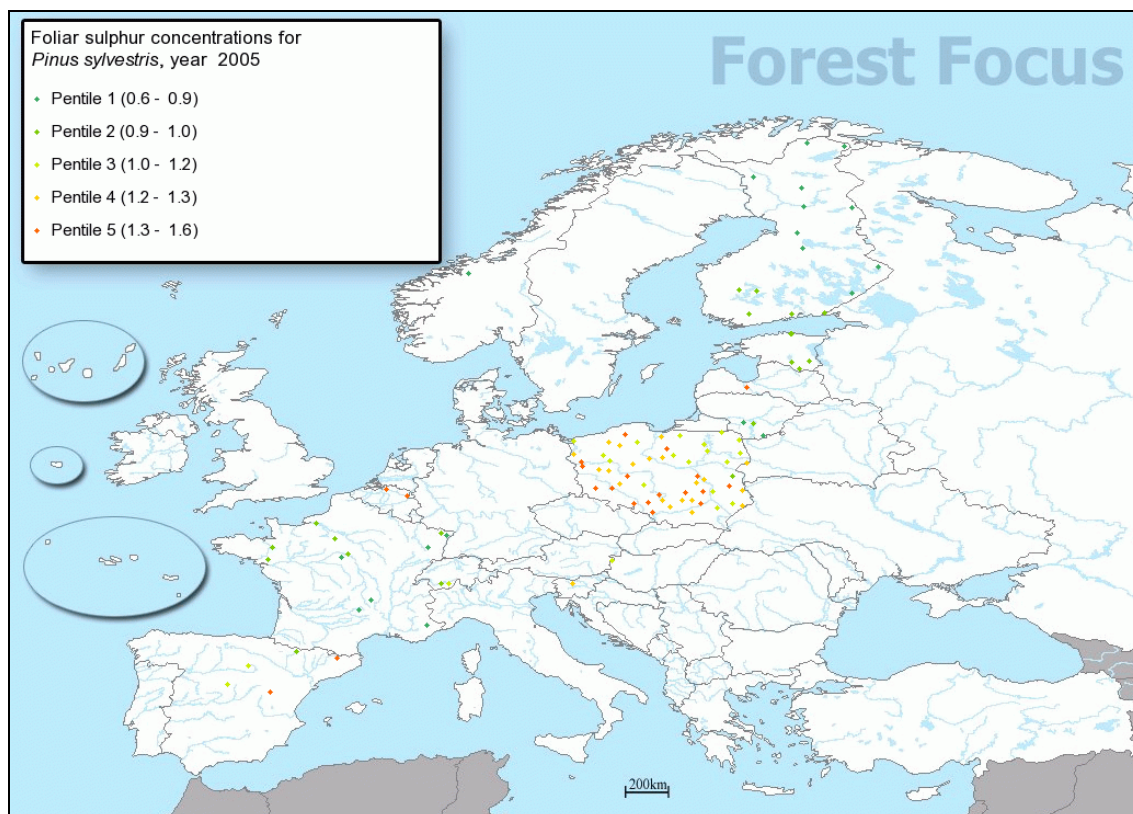 Foliar sulphur concentrations for
Pinus sylvestris, year 2005
Pentile 1 (0.6 - 0.9)
Pentile 2 (0.9 - 1.0)
Pentile 3 (1.0 - 1.2)
Pentile 4 (1.2 - 1.3)
Pentile 5 (1.3 - 1.6)
Forest Focus
200km